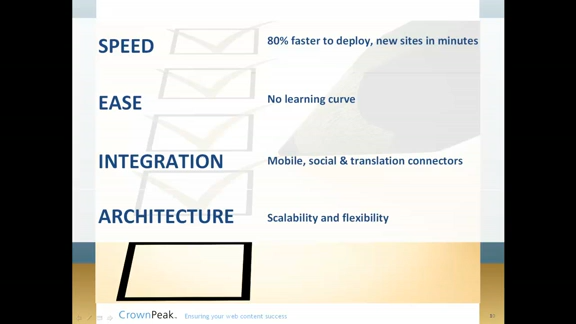 SPEED
80% faster to deploy, new sites in minutes
EASE
No learning curve
INTEGRATION
Mobile, social & translation connectors
ARCHITECTURE
Scalability and flexibility
CrownPeak. Ensuring your web content success